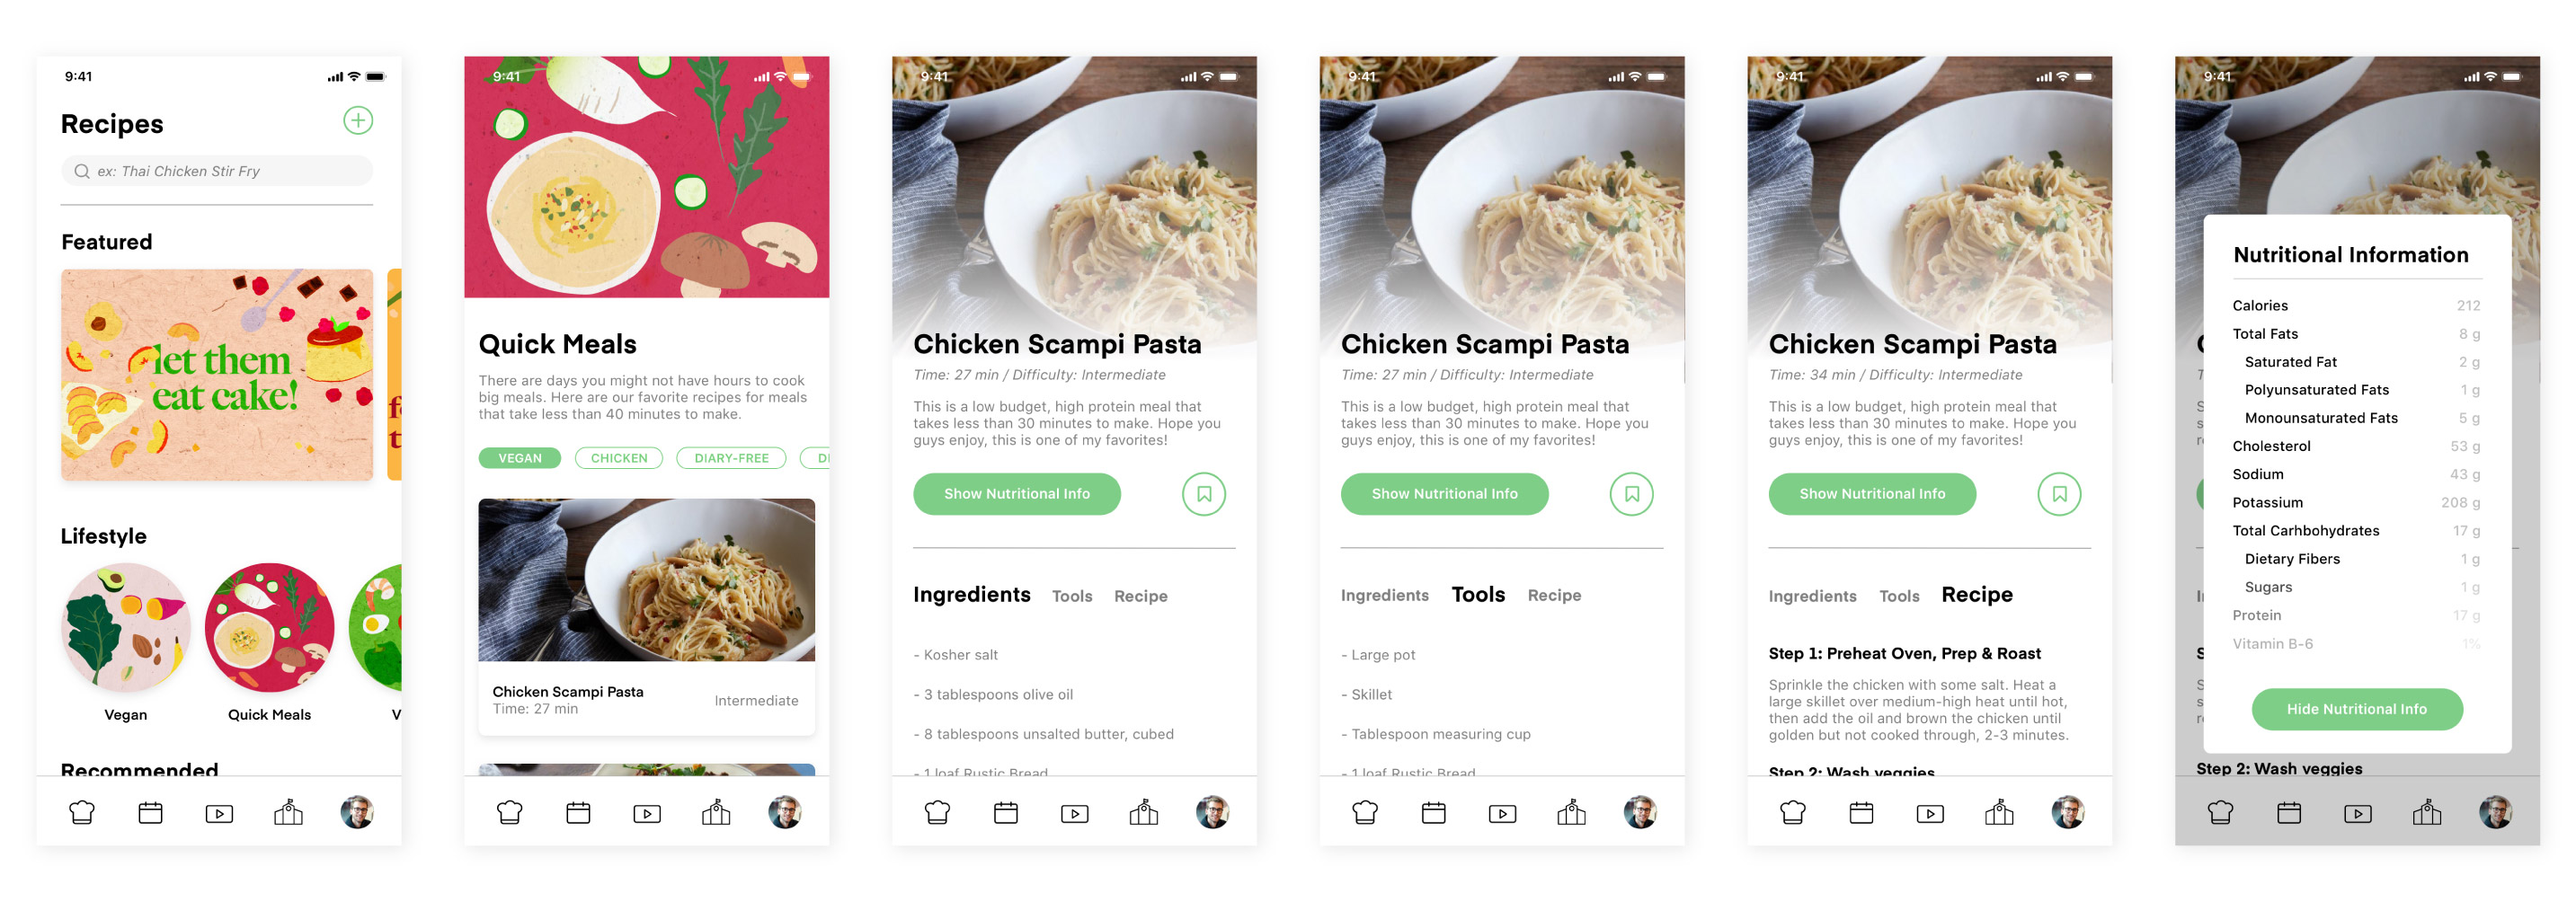 9:41
Recipes
ex: Thai Chicken Stir Fry
Featured
let them
eat cake!
f
t
Lifestyle
Vegan
Quick Meals
V
Recommended
9:41
Quick Meals
There are days you might not have hours to cook
big meals. Here are our favorite recipes for meals
that take less than 40 minutes to make.
VEGAN
CHICKEN
DIARY-FREE
DI
Chicken Scampi Pasta
Time: 27 min
Intermediate
9:41
Chicken Scampi Pasta
Time: 27 min / Difficulty: Intermediate
This is a low budget, high protein meal that
takes less than 30 minutes to make. Hope you
guys enjoy, this is one of my favorites!
Show Nutritional Info
Ingredients Tools Recipe
- Kosher salt
- 3 tablespoons olive oil
- 8 tablespoons unsalted butter, cubed
- 1 loaf Rustic Bread
9:41
Chicken Scampi Pasta
Time: 27 min / Difficulty: Intermediate
This is a low budget, high protein meal that
takes less than 30 minutes to make. Hope you
guys enjoy, this is one of my favorites!
Show Nutritional Info
Ingredients Tools Recipe
- Large pot
- Skillet
- Tablespoon measuring cup
- 1 loaf Rustic Bread
9:41
Chicken Scampi Pasta
Time: 34 min / Difficulty: Intermediate
This is a low budget, high protein meal that
takes less than 30 minutes to make. Hope you
guys enjoy, this is one of my favorites!
Show Nutritional Info
Ingredients Tools Recipe
Step 1: Preheat Oven, Prep & Roast
Sprinkle the chicken with some salt. Heat a
large skillet over medium-high heat until hot,
then add the oil and brown the chicken until
golden but not cooked through, 2-3 minutes.
Step 2: Wash veggies
9:41
Nutritional Information
Calories 212
Total Fats 8 g
Saturated Fat 2 g
Polyunsaturated Fats 1 g
Monounsaturated Fats 5 g
Cholesterol 53 g
Sodium 43 g
Potassium 208 g
Total Carhbohydrates 17 g
Dietary Fibers 1 g
Sugars 1 g
Protein 17 g
Vitamin B-6 1%
Hide Nutritional Info
Step 2: Wash veggies